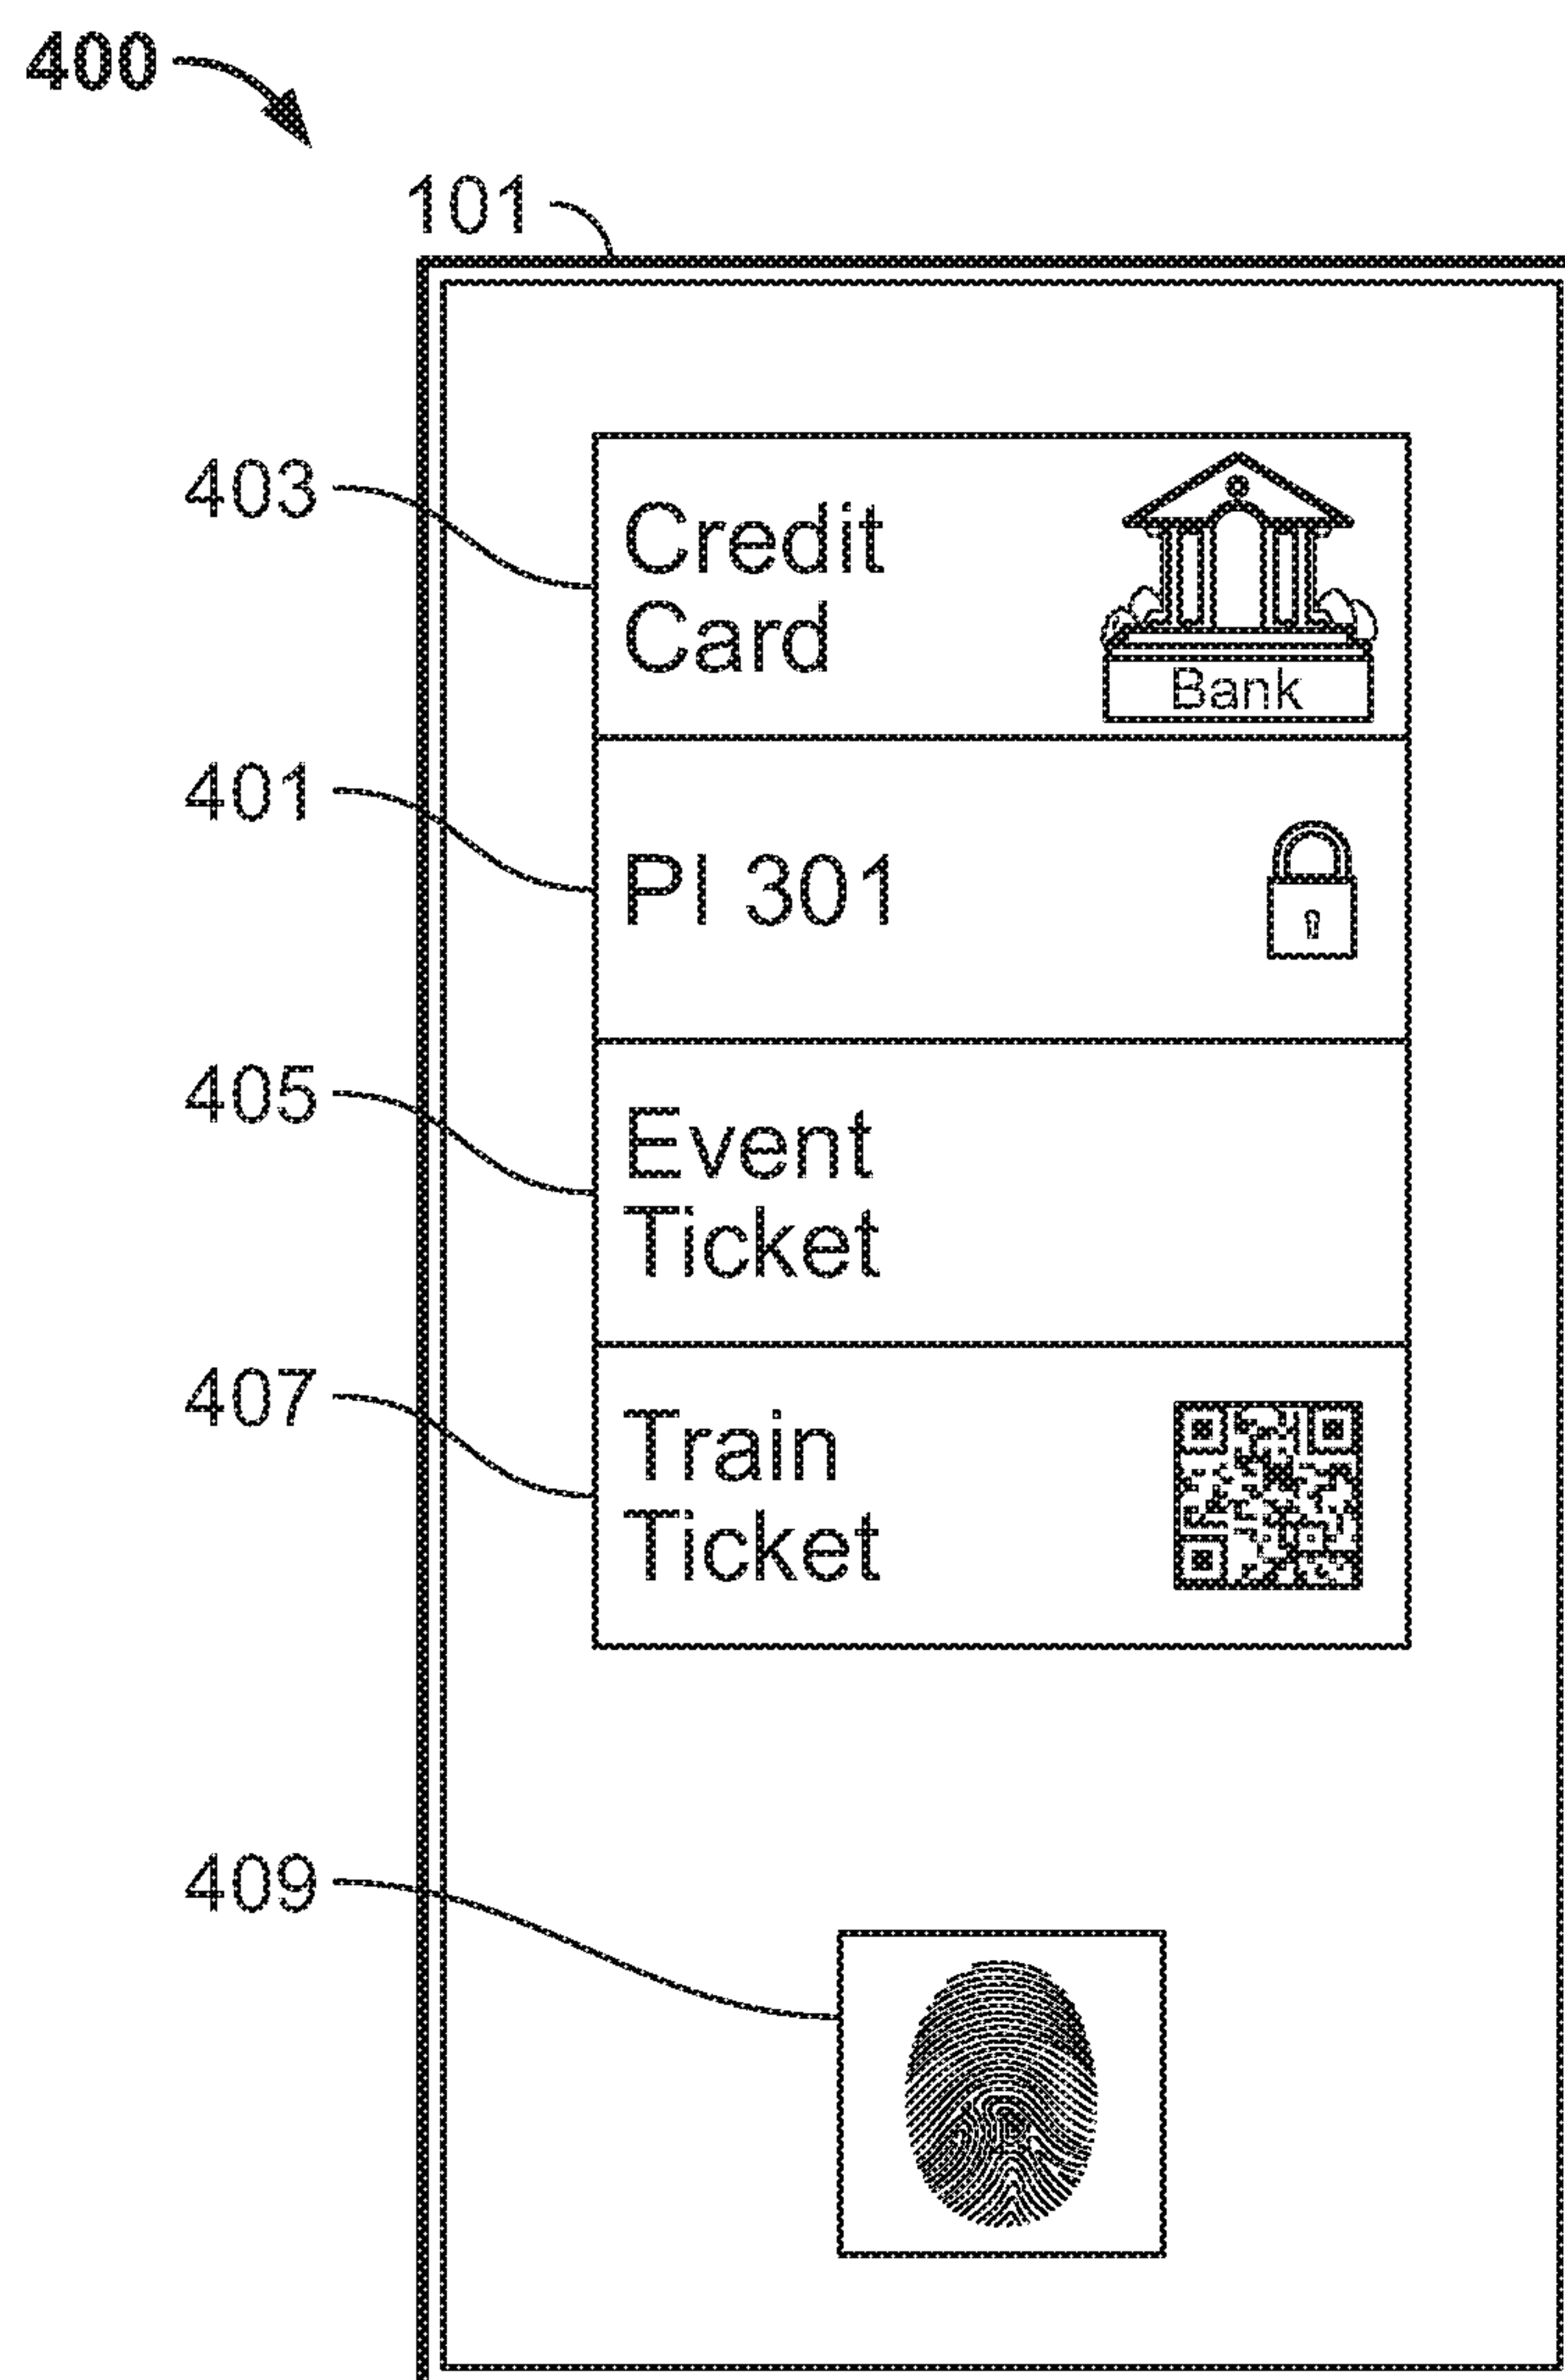 400
101
403
Credit
Card
Bank
401
PI 301
405
Event
Ticket
407
Train
Ticket
409